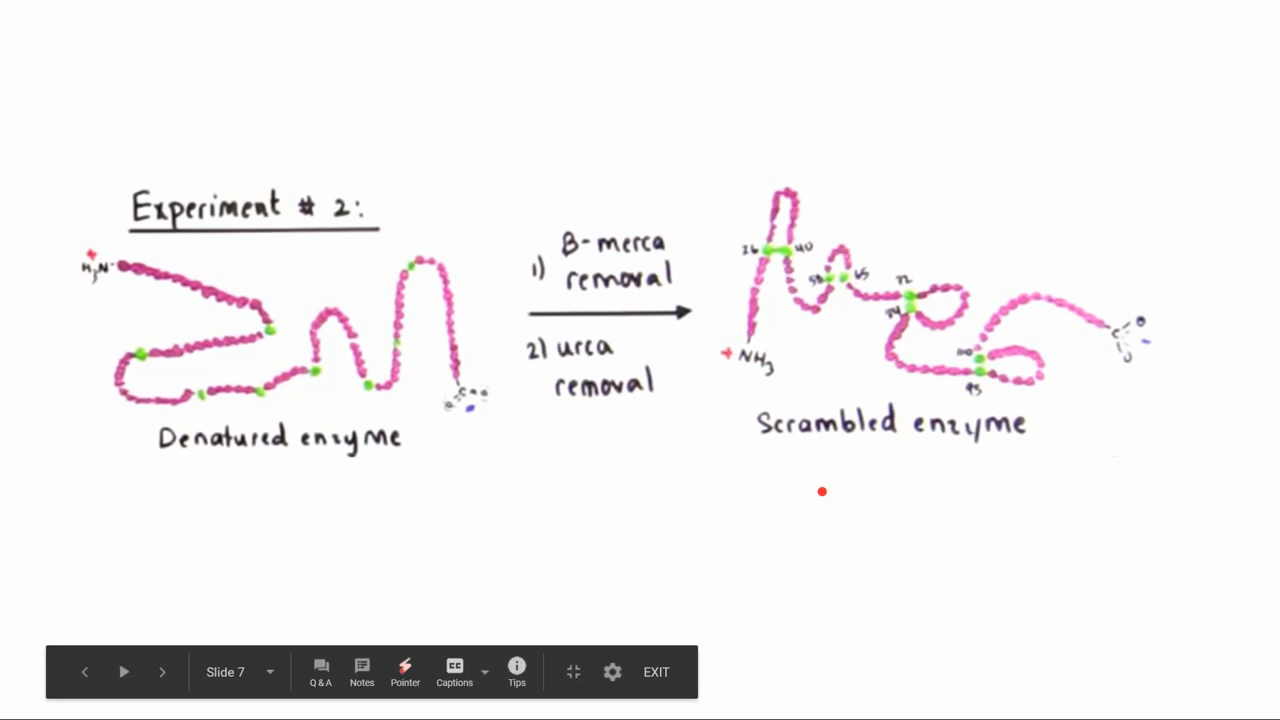 Experiment # 2:
H₃N
+
1) β-merca
removal
2) urea
removal
Denatured enzyme
26 40
58 65
72
84
95
+ NH₃
C O
Scrambled enzyme
Slide 7
Q & A Notes Pointer Captions Tips
EXIT